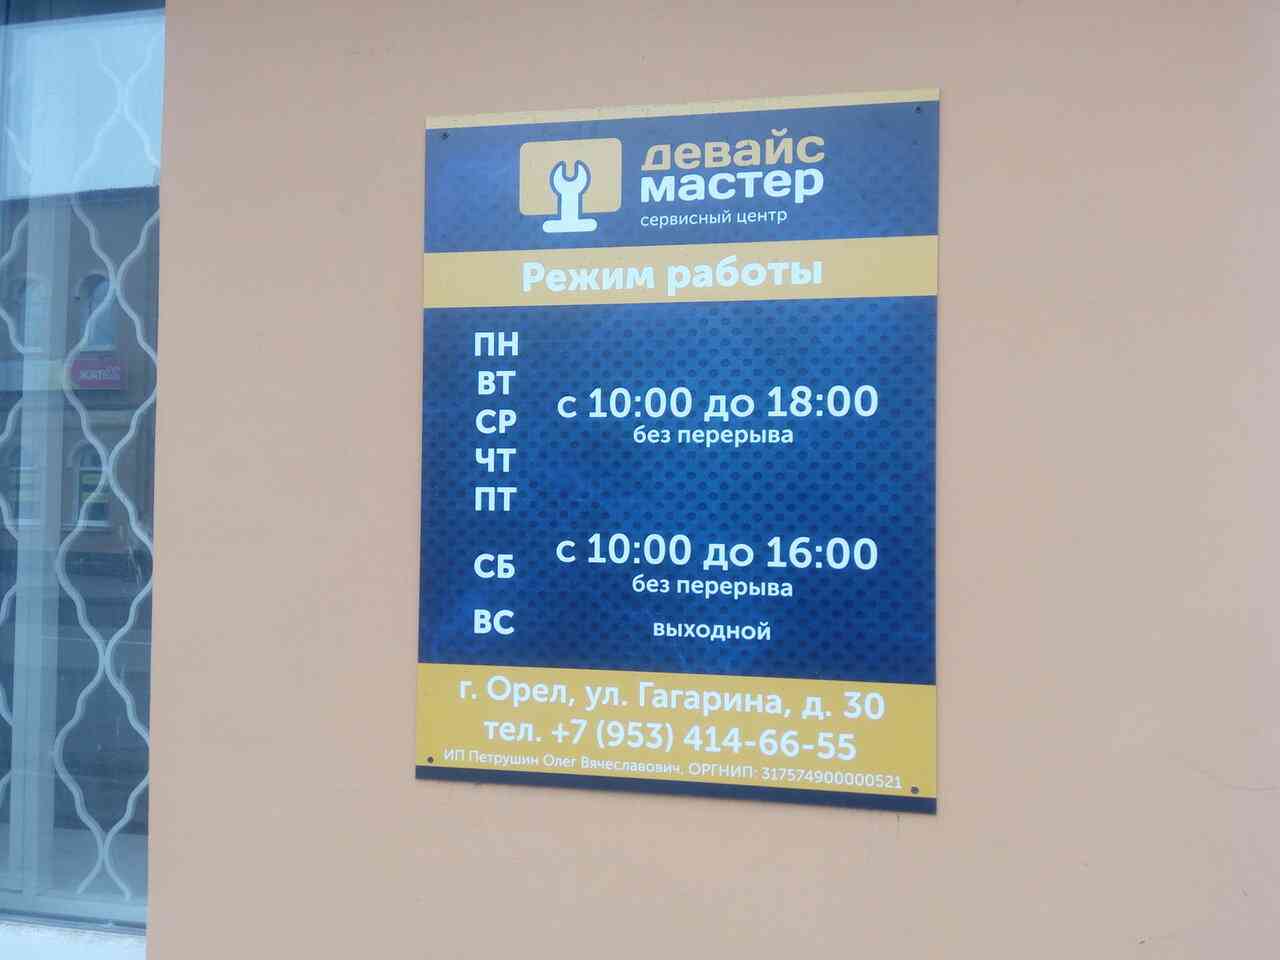 девайс
мастер
сервисный центр
Режим работы
ПН
ВТ
СР
ЧТ
ПТ
с 10:00 до 18:00
без перерыва
СБ
с 10:00 до 16:00
без перерыва
ВС
выходной
г. Орел, ул. Гагарина, д. 30
тел. +7 (953) 414-66-55
ИП Петрушин Олег Вячеславович, ОРГНИП: 317574900000521